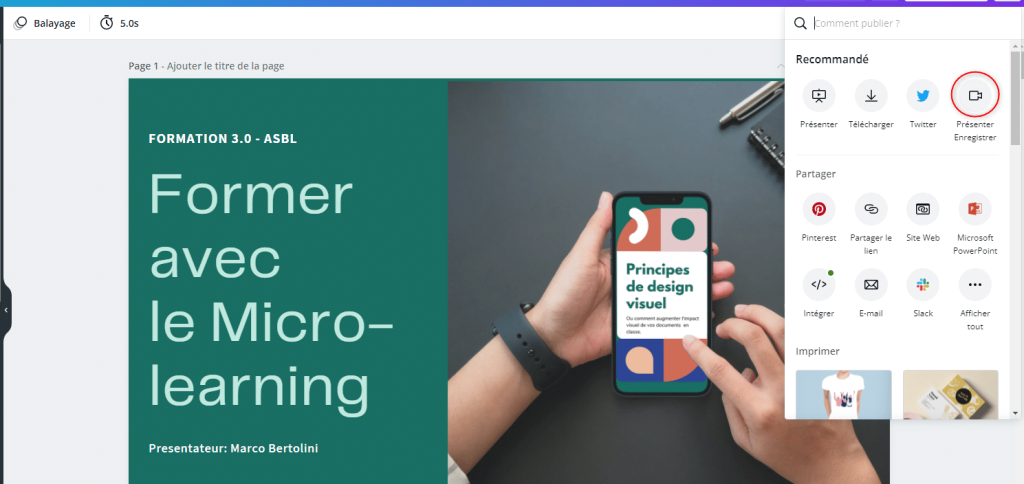 Balayage
5.0s
Page 1 - Ajouter le titre de la page
FORMATION 3.0 - ASBL
Former
avec
le Micro-
learning
Presentateur: Marco Bertolini
Principes
de design
visuel
Ou comment augmenter l'impact
visuel de vos documents en
classe.
Comment publier ?
Recommandé
Présenter
Télécharger
Twitter
Présenter
Enregistrer
Partager
Pinterest
Partager le
lien
Site Web
Microsoft
PowerPoint
Intégrer
E-mail
Slack
Afficher
tout
Imprimer